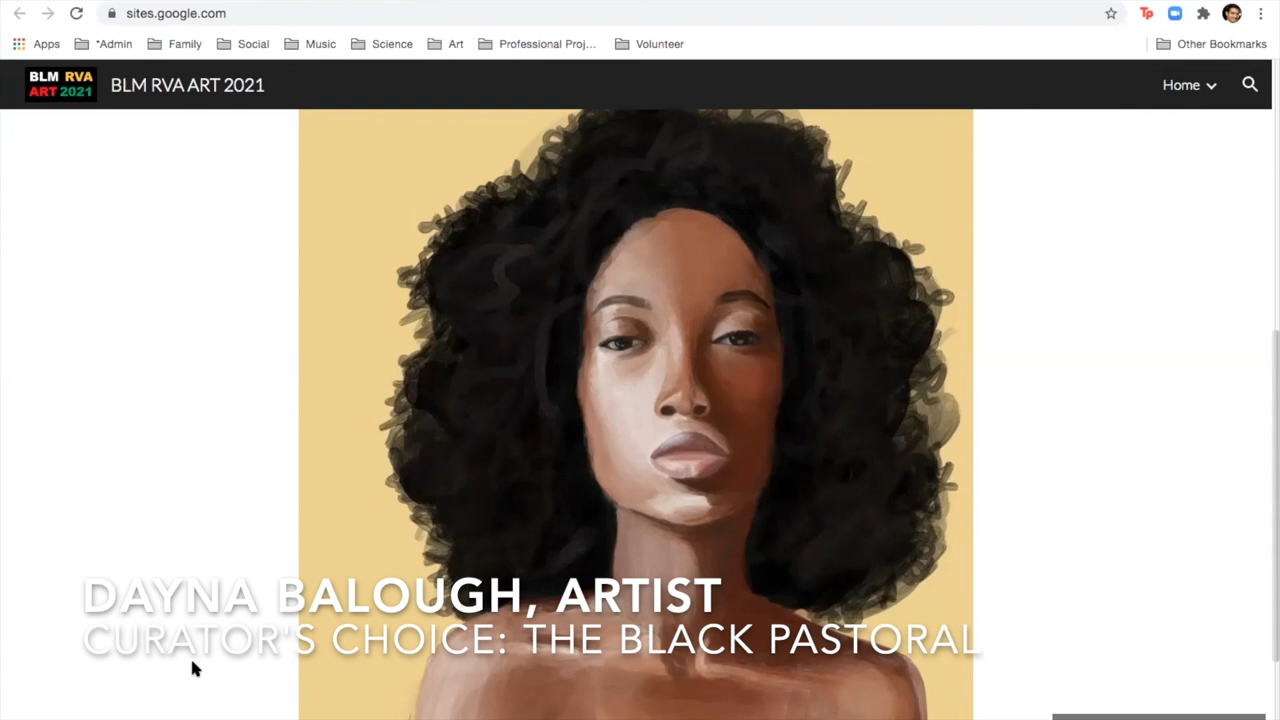 sites.google.com
Tp
Apps *Admin Family Social Music Science Art Professional Proj... Volunteer Other Bookmarks
BLM RVA
ART 2021
BLM RVA ART 2021
Home
DAYNA BALOUGH, ARTIST
CURATOR'S CHOICE: THE BLACK PASTORAL